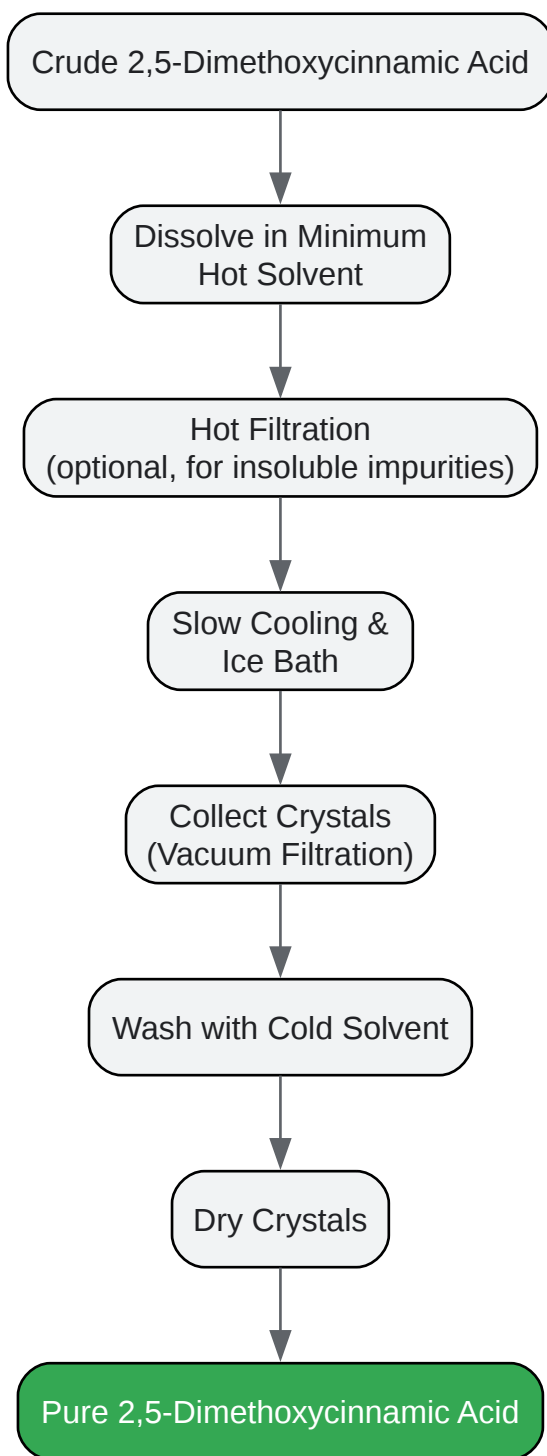 Crude 2,5-Dimethoxycinnamic Acid
Dissolve in Minimum
Hot Solvent
Hot Filtration
(optional, for insoluble impurities)
Slow Cooling &
Ice Bath
Collect Crystals
(Vacuum Filtration)
Wash with Cold Solvent
Dry Crystals
Pure 2,5-Dimethoxycinnamic Acid